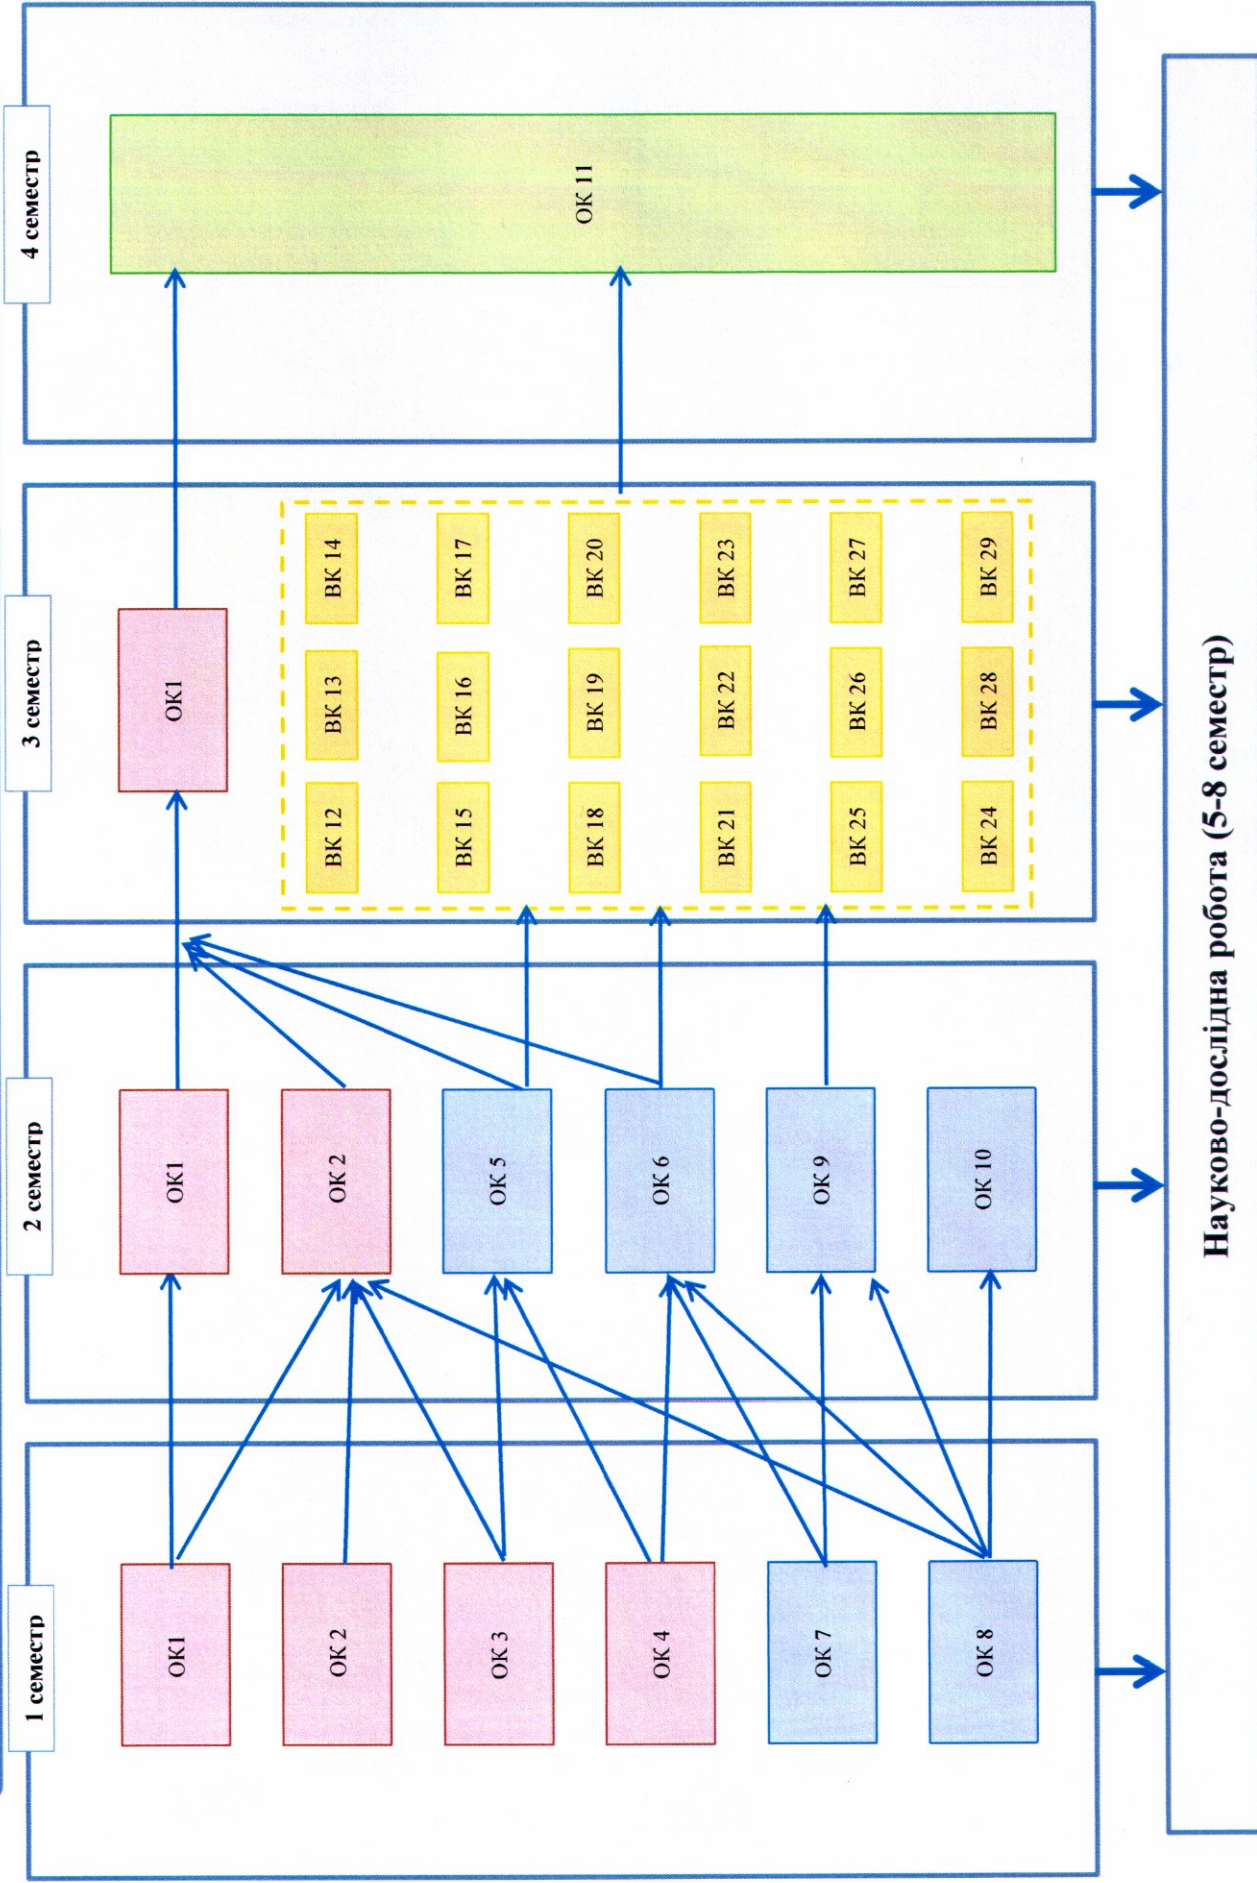 1 семестр
ОК1
ОК 2
ОК 3
ОК 4
ОК 7
ОК 8
2 семестр
ОК1
ОК 2
ОК 5
ОК 6
ОК 9
ОК 10
3 семестр
ОК1
ВК 12
ВК 13
ВК 14
ВК 15
ВК 16
ВК 17
ВК 18
ВК 19
ВК 20
ВК 21
ВК 22
ВК 23
ВК 25
ВК 26
ВК 27
ВК 24
ВК 28
ВК 29
4 семестр
ОК 11
Науково-дослідна робота (5-8 семестр)